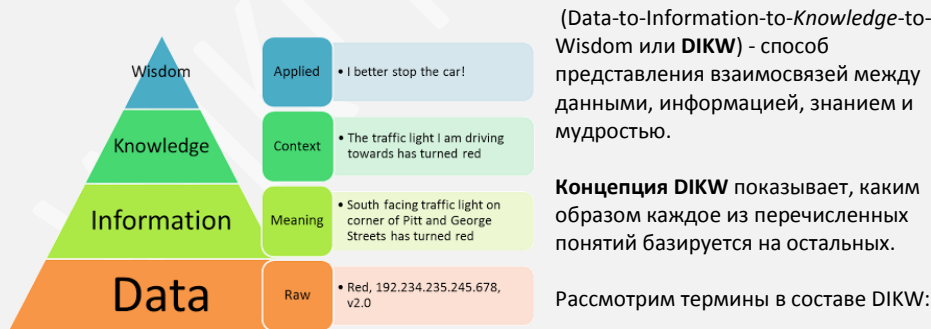 Wisdom
Applied
• I better stop the car!
Knowledge
Context
• The traffic light I am driving
towards has turned red
Information
Meaning
• South facing traffic light on
corner of Pitt and George
Streets has turned red
Data
Raw
• Red, 192.234.235.245.678,
v2.0
(Data-to-Information-to-Knowledge-to-
Wisdom или DIKW) - способ
представления взаимосвязей между
данными, информацией, знанием и
мудростью.
Концепция DIKW показывает, каким
образом каждое из перечисленных
понятий базируется на остальных.
Рассмотрим термины в составе DIKW: